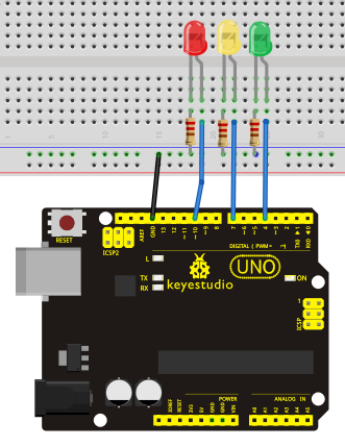 RESET
ICSP2
AREF
GND
13
12
~11
~10
~9
8
7
~6
~5
4
~3
2
TX0▸1
RX0◂0
DIGITAL (PWM~)
L
TX
RX
keyestudio
UNO
ON
1
ICSP
POWER
ANALOG IN
IOREF
RESET
3V3
5V
GND
GND
VIN
A0
A1
A2
A3
A4
A5